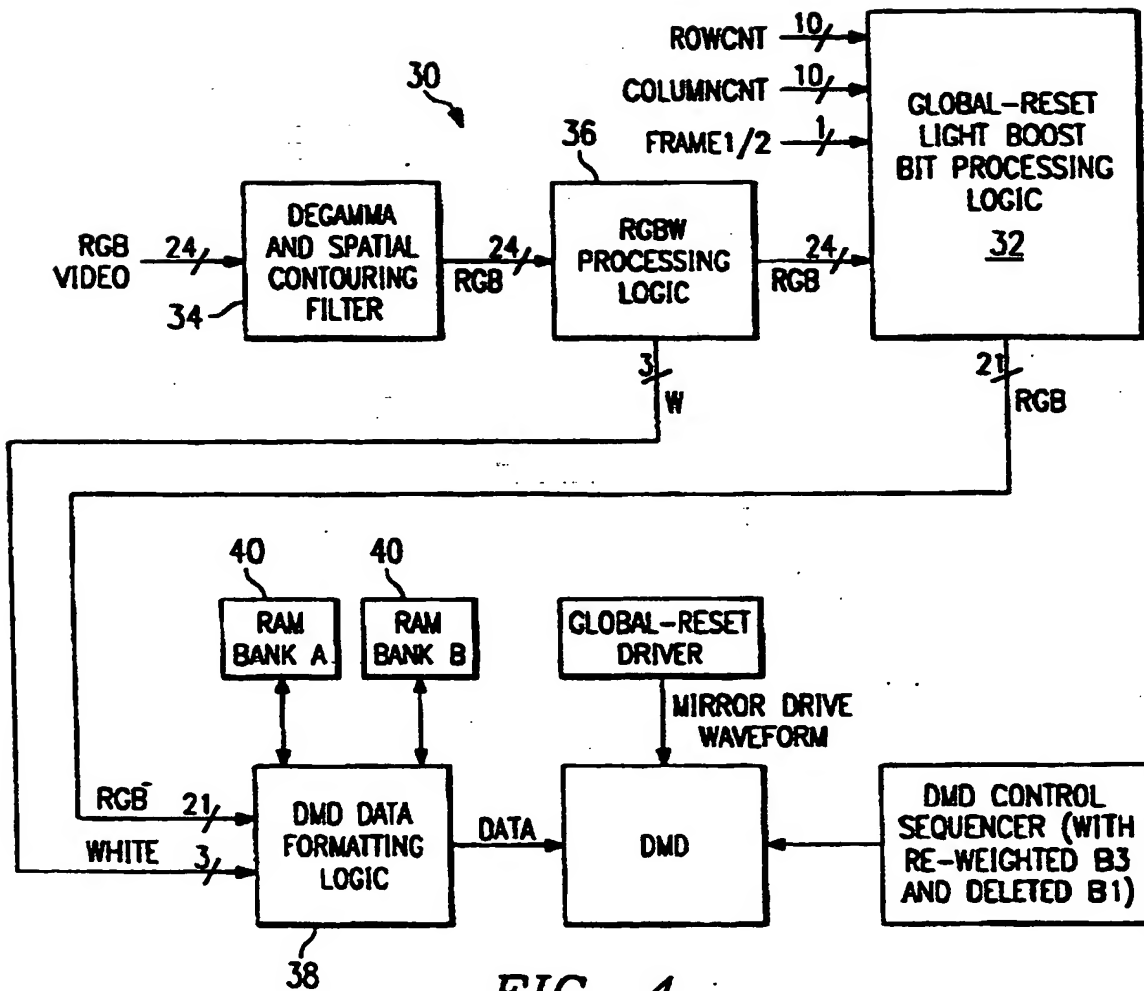 ROWCNT 10
COLUMNCNT 10
FRAME1/2 1
GLOBAL-RESET
LIGHT BOOST
BIT PROCESSING
LOGIC
32
30
36
RGB
VIDEO
24
DEGAMMA
AND SPATIAL
CONTOURING
FILTER
34
24
RGB
RGBW
PROCESSING
LOGIC
24
RGB
3
W
21
RGB
40
RAM
BANK A
40
RAM
BANK B
GLOBAL-RESET
DRIVER
MIRROR DRIVE
WAVEFORM
RGB 21
WHITE 3
DMD DATA
FORMATTING
LOGIC
38
DATA
DMD
DMD CONTROL
SEQUENCER (WITH
RE-WEIGHTED B3
AND DELETED B1)
FIG. 4